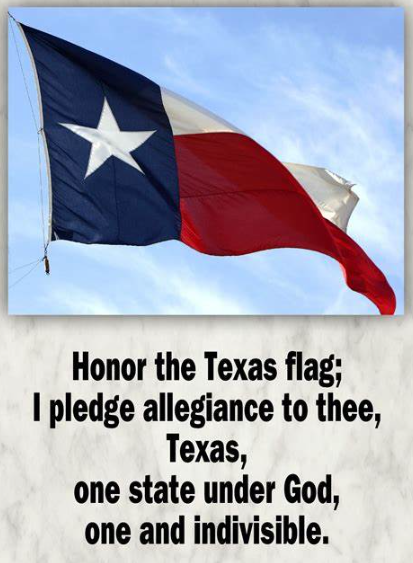 Honor the Texas flag;
I pledge allegiance to thee,
Texas,
one state under God,
one and indivisible.